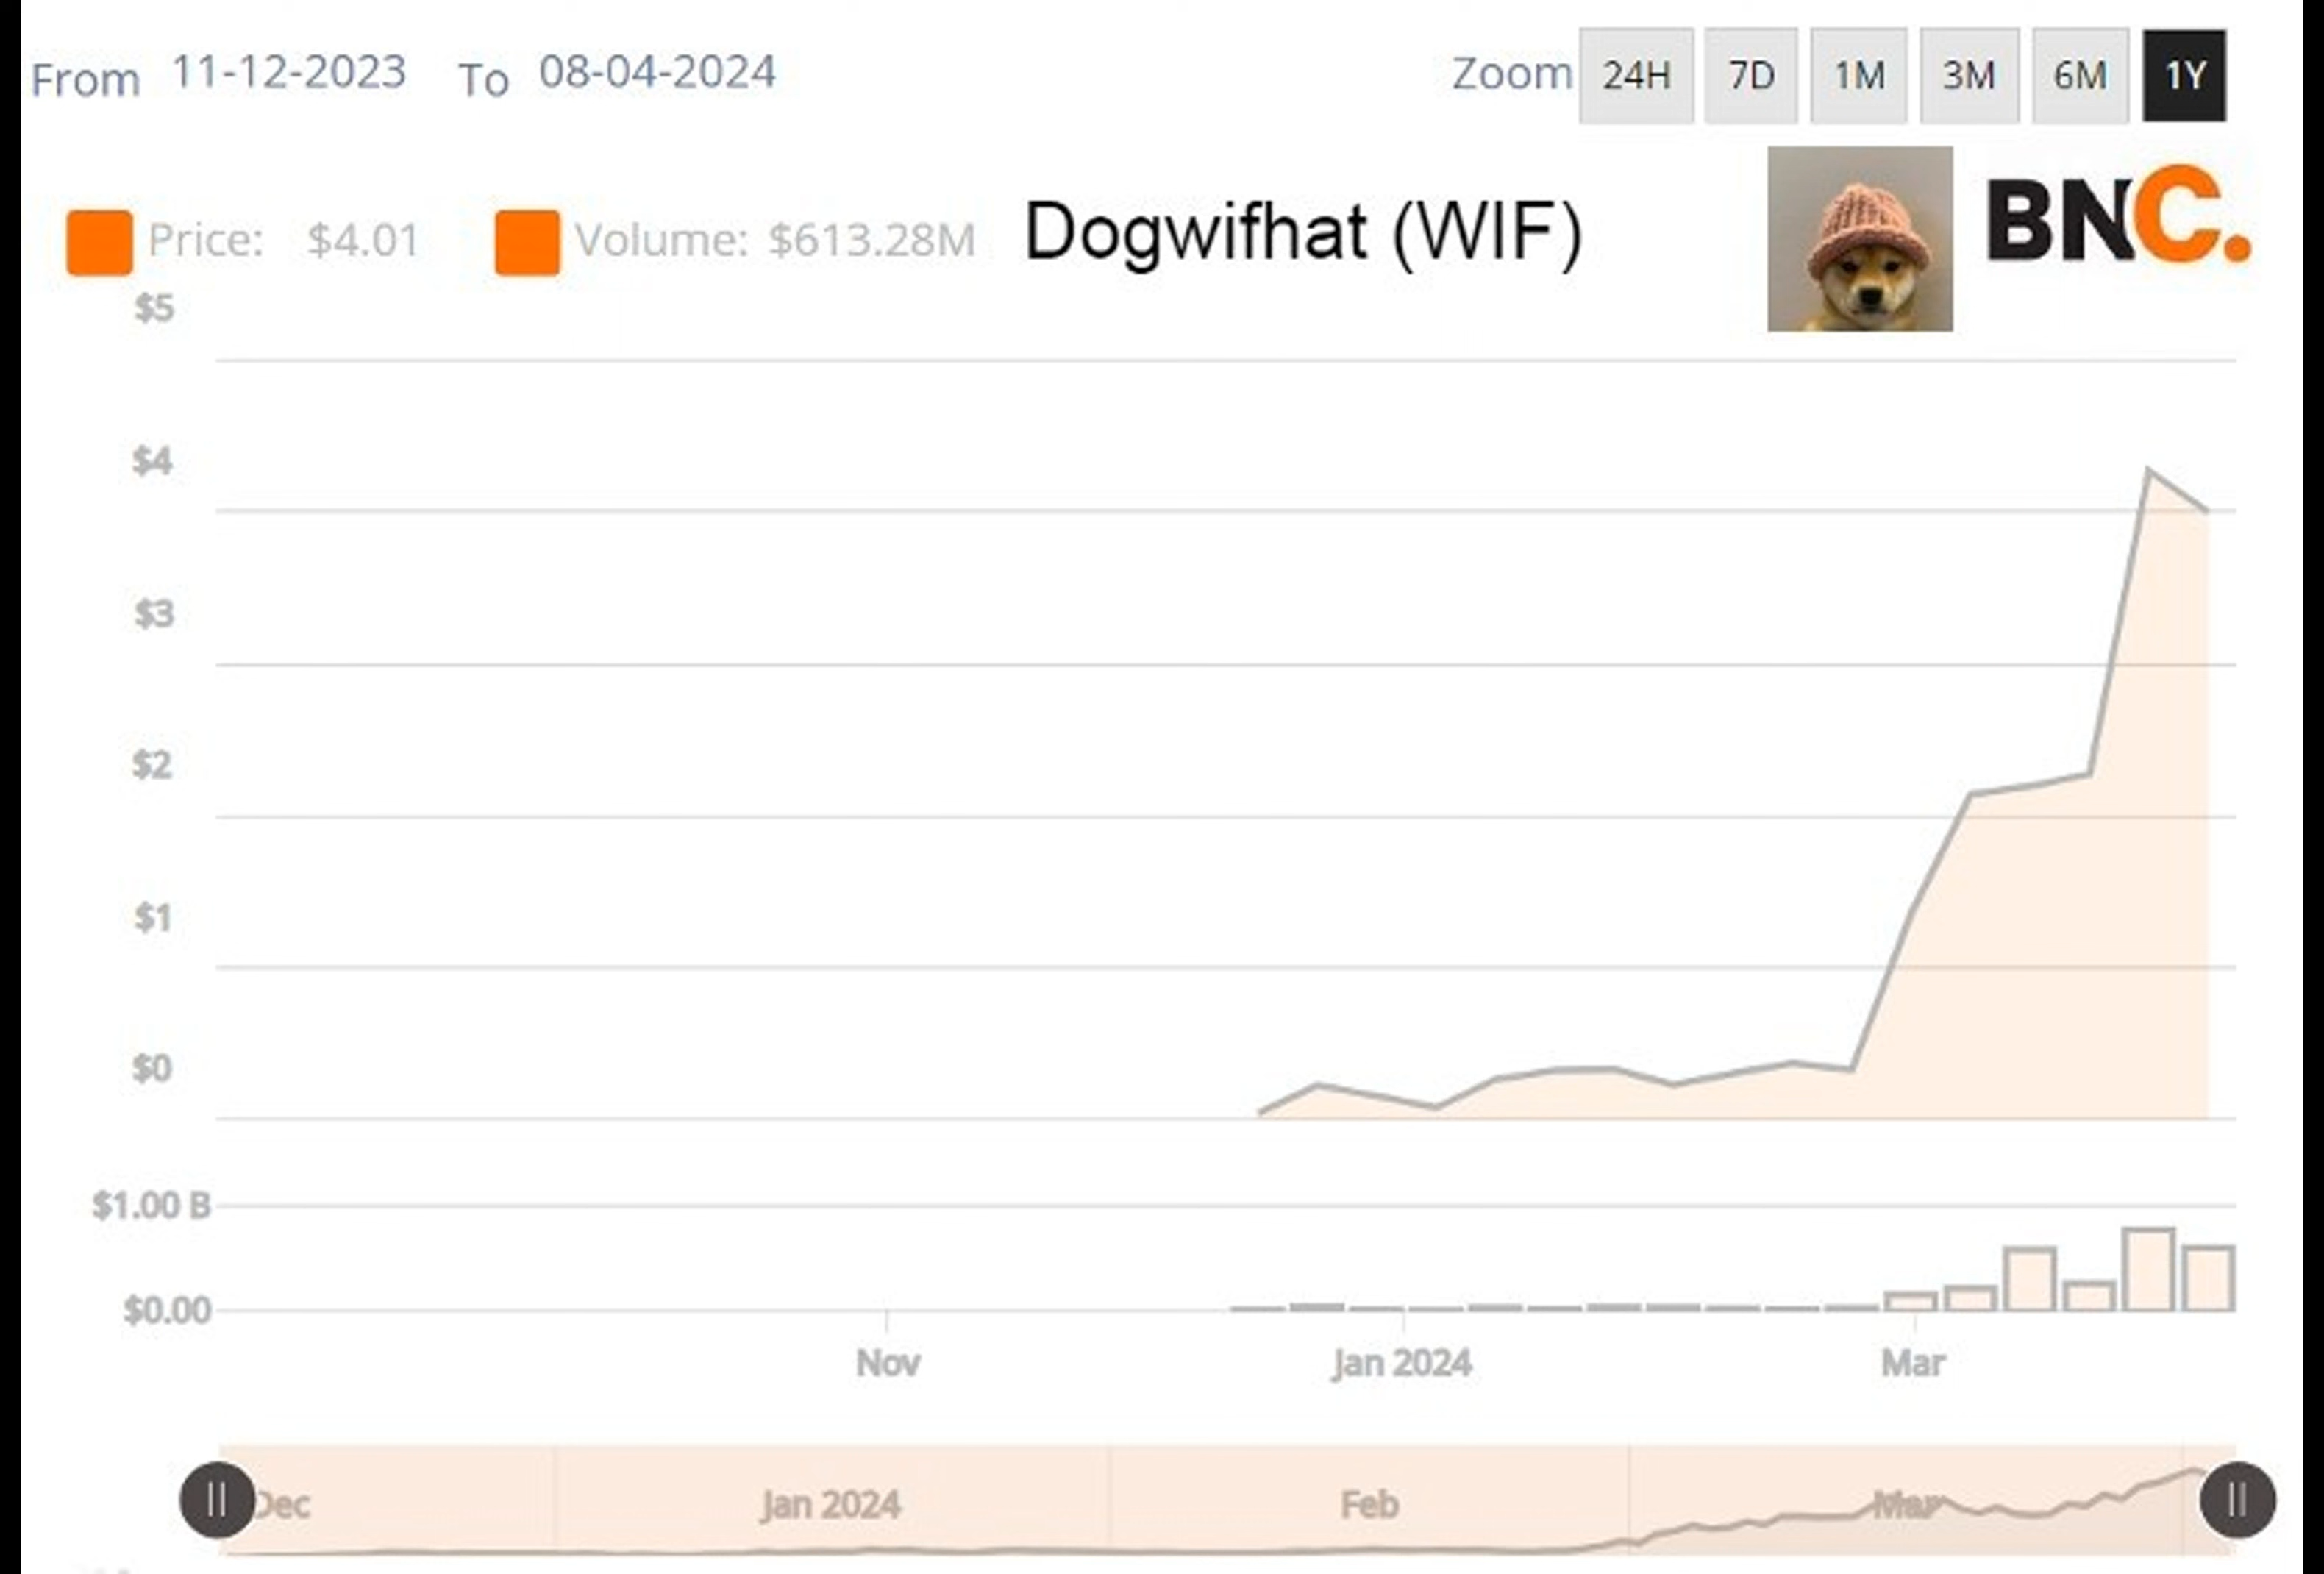 From 11-12-2023 To 08-04-2024 Zoom 24H 7D 1M 3M 6M 1Y
Price: $4.01 Volume: $613.28M Dogwifhat (WIF) BNC.
$5
$4
$3
$2
$1
$0
$1.00 B
$0.00
Nov Jan 2024 Mar
Dec Jan 2024 Feb Mar